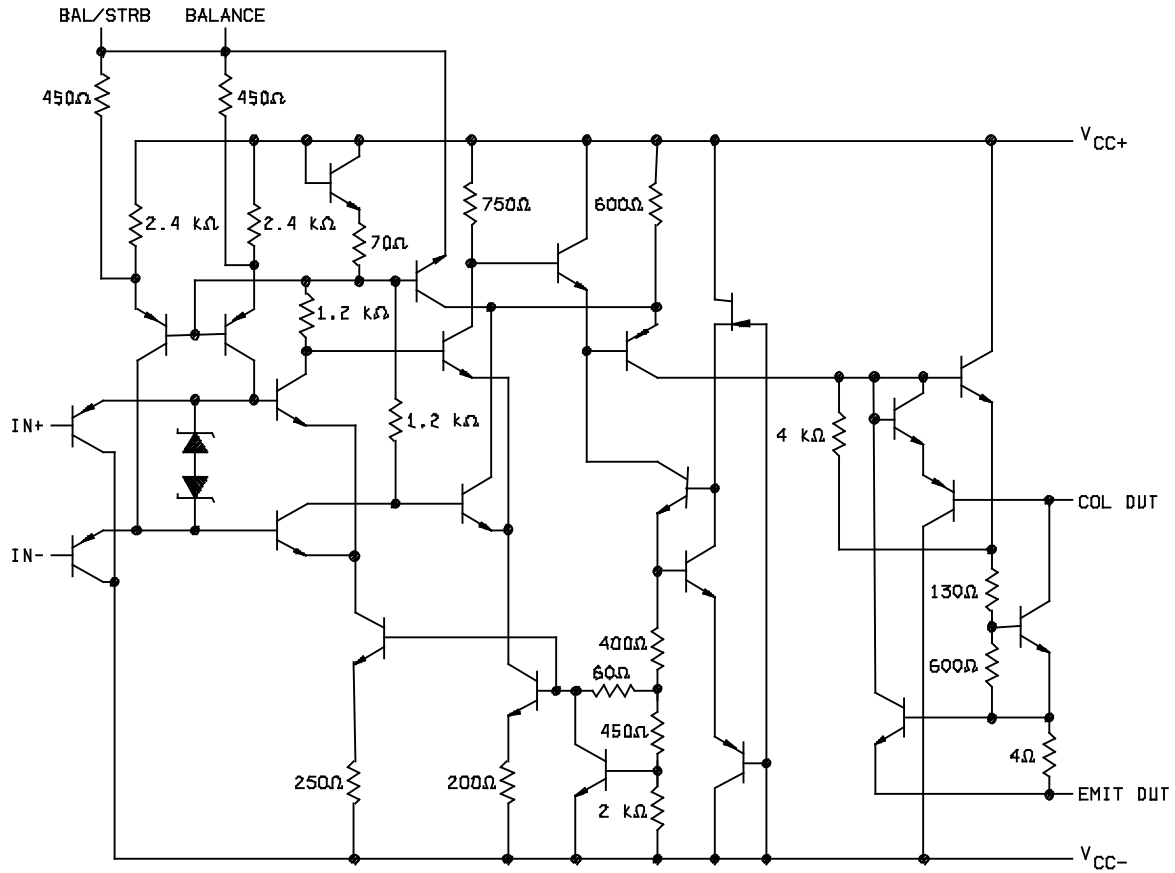 BAL/STRB BALANCE
450Ω 450Ω
VCC+
2.4 kΩ 2.4 kΩ 70Ω 750Ω 600Ω
1.2 kΩ
IN+ 1.2 kΩ 4 kΩ
COL OUT
IN-
130Ω
400Ω
60Ω 600Ω
450Ω
250Ω 200Ω 2 kΩ 4Ω
EMIT OUT
VCC-